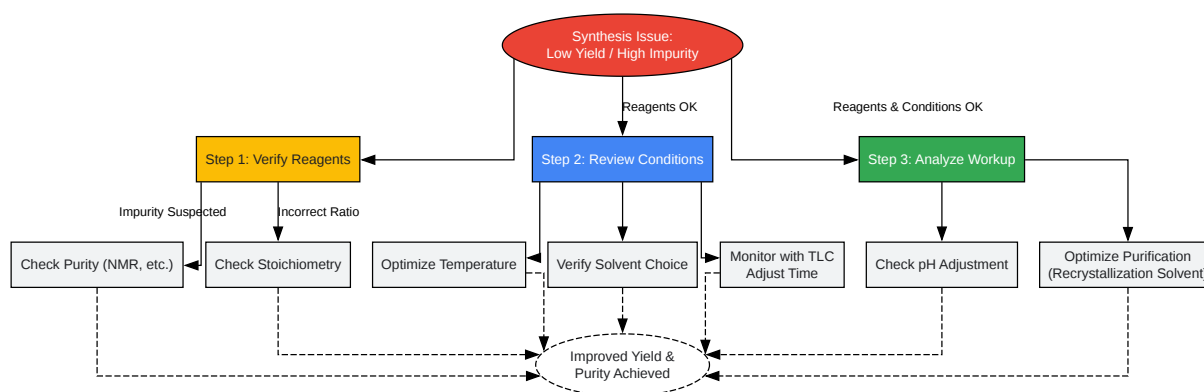 Synthesis Issue:
Low Yield / High Impurity
Reagents OK
Reagents & Conditions OK
Step 1: Verify Reagents
Step 2: Review Conditions
Step 3: Analyze Workup
Impurity Suspected
Incorrect Ratio
Check Purity (NMR, etc.)
Check Stoichiometry
Optimize Temperature
Verify Solvent Choice
Monitor with TLC
Adjust Time
Check pH Adjustment
Optimize Purification
(Recrystallization Solvent)
Improved Yield &
Purity Achieved